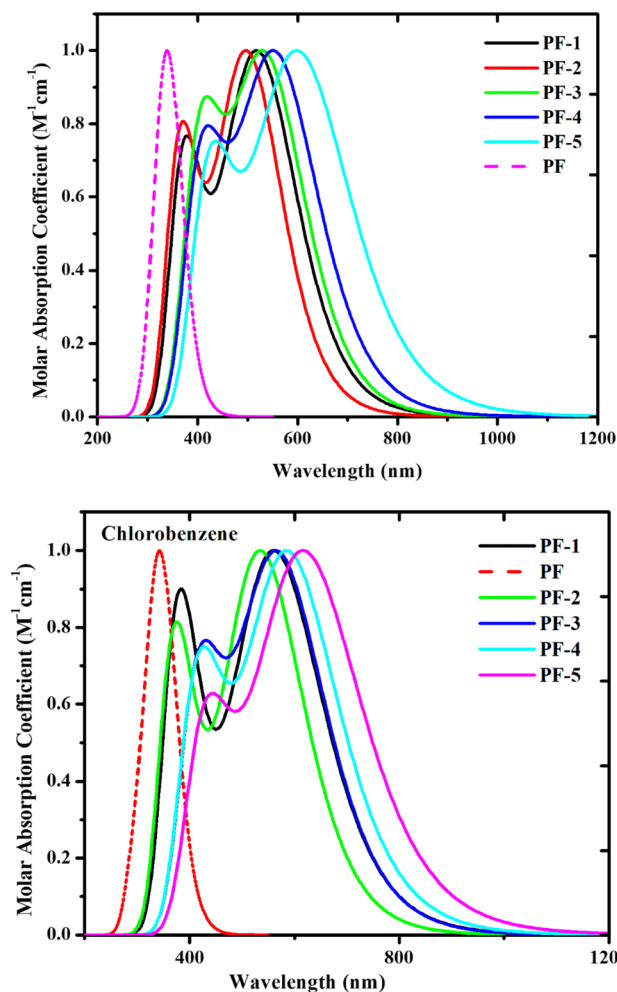 1.0
0.8
0.6
0.4
0.2
0.0
Molar Absorption Coefficient (M⁻¹cm⁻¹)
PF-1
PF-2
PF-3
PF-4
PF-5
PF
200
400
600
800
1000
1200
Wavelength (nm)
Chlorobenzene
1.0
0.8
0.6
0.4
0.2
0.0
Molar Absorption Coefficient (M⁻¹cm⁻¹)
PF-1
PF
PF-2
PF-3
PF-4
PF-5
400
800
120
Wavelength (nm)